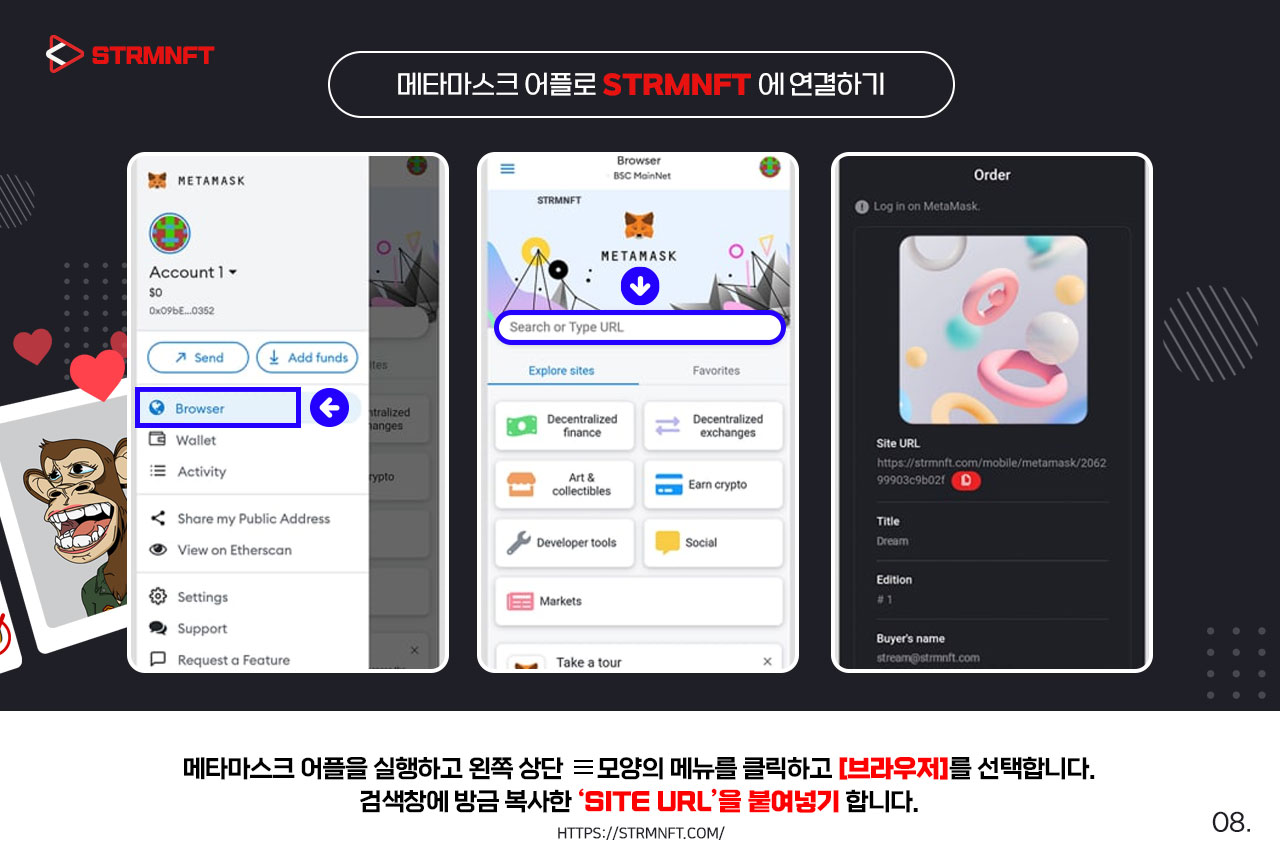 STRMNFT
메타마스크 어플로 STRMNFT 에 연결하기
METAMASK
Account 1
$0
0x09bE...0352
Send
Add funds
Browser
Wallet
Activity
Share my Public Address
View on Etherscan
Settings
Support
Request a Feature
ites
ntralized
anges
rypto
Browser
BSC MainNet
STRMNFT
METAMASK
Search or Type URL
Explore sites
Favorites
Decentralized
finance
Decentralized
exchanges
Art &
collectibles
Earn crypto
Developer tools
Social
Markets
Take a tour
Order
Log in on MetaMask.
Site URL
https://strmnft.com/mobile/metamask/2062
99903c9b02f
Title
Dream
Edition
# 1
Buyer's name
stream@strmnft.com
메타마스크 어플을 실행하고 왼쪽 상단 ☰모양의 메뉴를 클릭하고 [브라우저]를 선택합니다.
검색창에 방금 복사한 ‘SITE URL’을 붙여넣기 합니다.
HTTPS://STRMNFT.COM/
08.